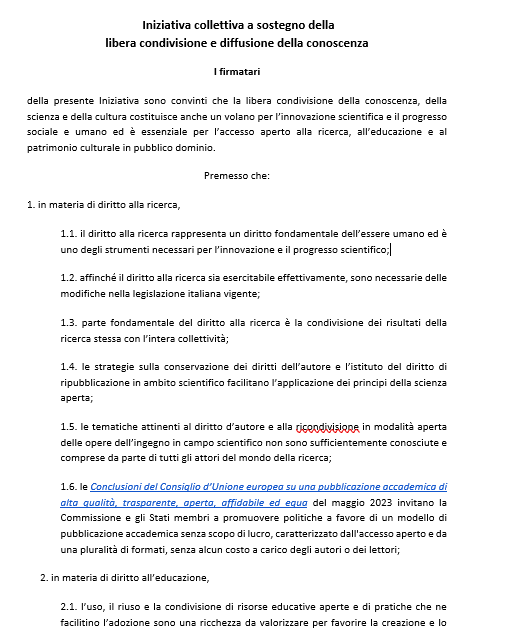 Iniziativa collettiva a sostegno della
libera condivisione e diffusione della conoscenza
I firmatari
della presente Iniziativa sono convinti che la libera condivisione della conoscenza, della
scienza e della cultura costituisce anche un volano per l'innovazione scientifica e il progresso
sociale e umano ed è essenziale per l'accesso aperto alla ricerca, all'educazione e al
patrimonio culturale in pubblico dominio.
Premesso che:
1. in materia di diritto alla ricerca,
1.1. il diritto alla ricerca rappresenta un diritto fondamentale dell'essere umano ed è
uno degli strumenti necessari per l'innovazione e il progresso scientifico;
1.2. affinché il diritto alla ricerca sia esercitabile effettivamente, sono necessarie delle
modifiche nella legislazione italiana vigente;
1.3. parte fondamentale del diritto alla ricerca è la condivisione dei risultati della
ricerca stessa con l'intera collettività;
1.4. le strategie sulla conservazione dei diritti dell'autore e l'istituto del diritto di
ripubblicazione in ambito scientifico facilitano l'applicazione dei principi della scienza
aperta;
1.5. le tematiche attinenti al diritto d'autore e alla ricondivisione in modalità aperta
delle opere dell'ingegno in campo scientifico non sono sufficientemente conosciute e
comprese da parte di tutti gli attori del mondo della ricerca;
1.6. le Conclusioni del Consiglio d'Unione europea su una pubblicazione accademica di
alta qualità, trasparente, aperta, affidabile ed equa del maggio 2023 invitano la
Commissione e gli Stati membri a promuovere politiche a favore di un modello di
pubblicazione accademica senza scopo di lucro, caratterizzato dall'accesso aperto e da
una pluralità di formati, senza alcun costo a carico degli autori o dei lettori;
2. in materia di diritto all'educazione,
2.1. l'uso, il riuso e la condivisione di risorse educative aperte e di pratiche che ne
facilitino l'adozione sono una ricchezza da valorizzare per favorire la creazione e lo